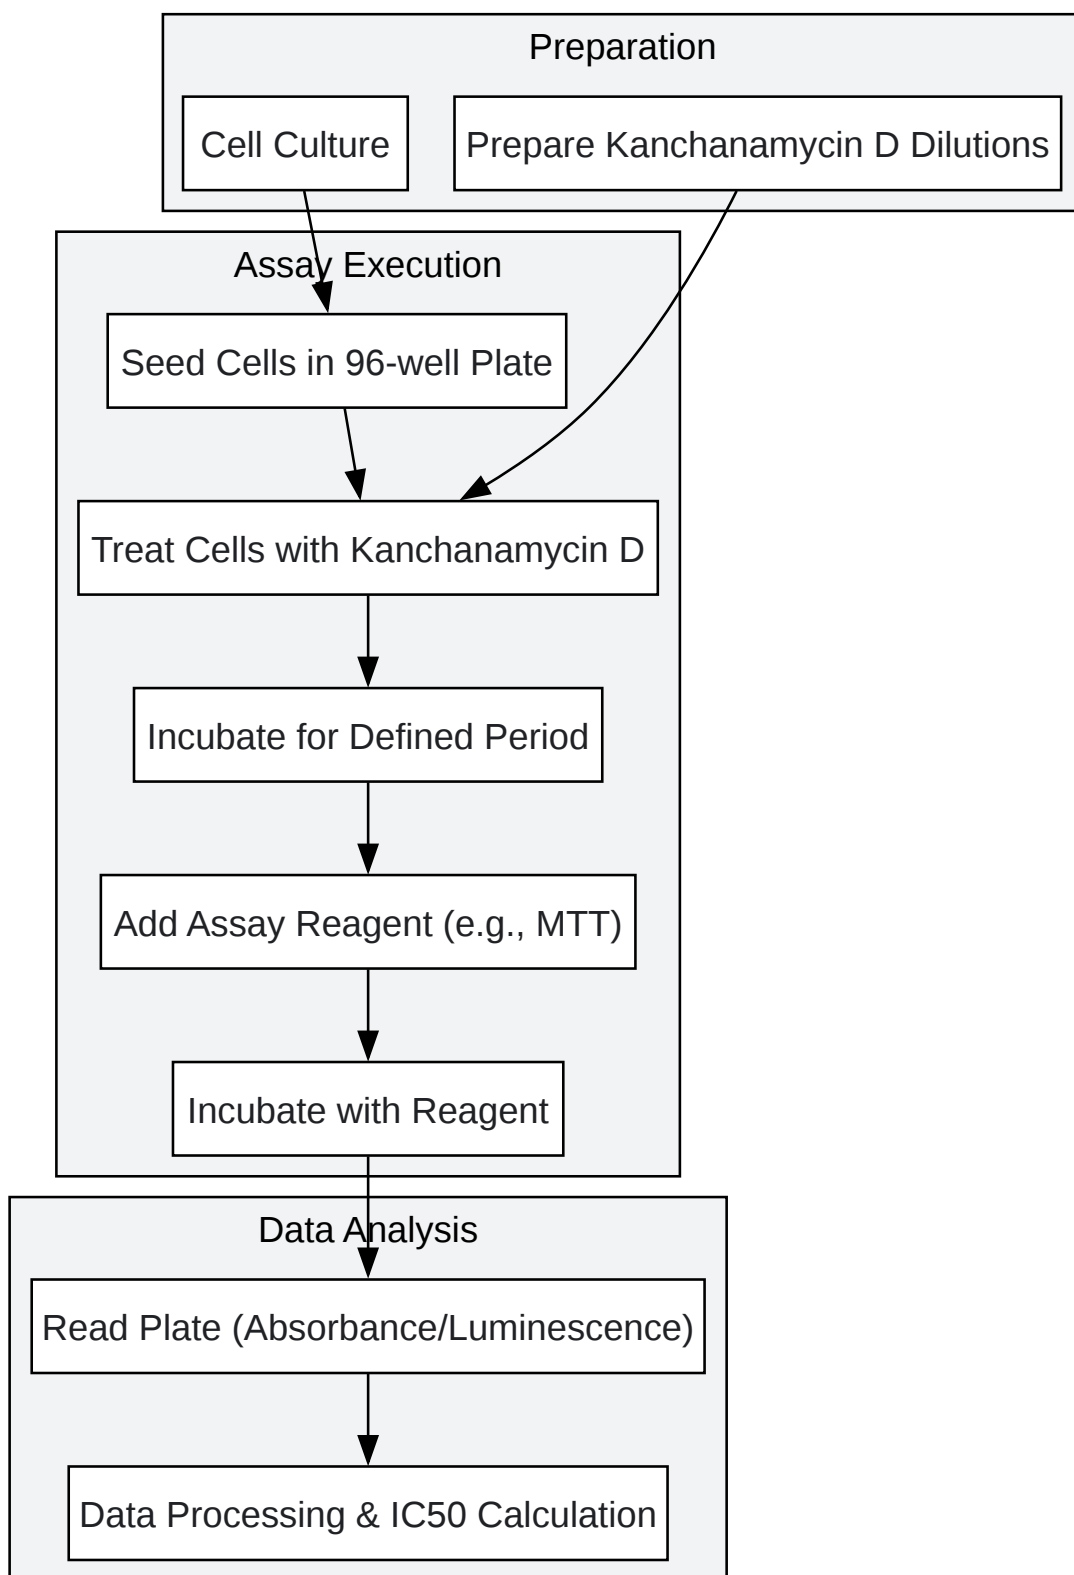 Preparation
Cell Culture
Prepare Kanchanamycin D Dilutions
Assay Execution
Seed Cells in 96-well Plate
Treat Cells with Kanchanamycin D
Incubate for Defined Period
Add Assay Reagent (e.g., MTT)
Incubate with Reagent
Data Analysis
Read Plate (Absorbance/Luminescence)
Data Processing & IC50 Calculation